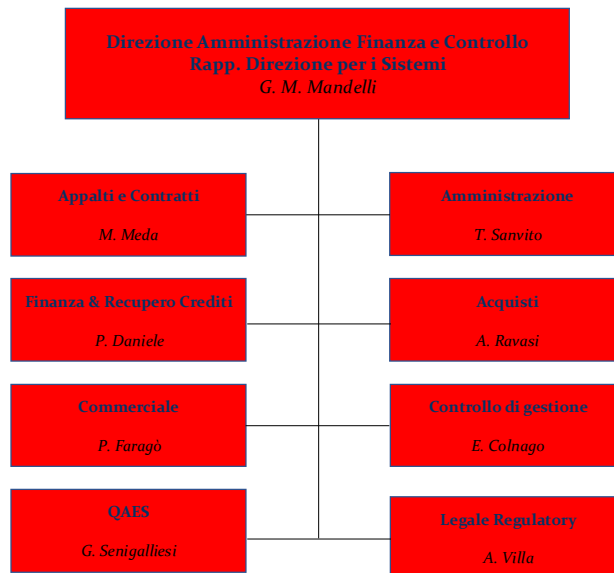 Direzione Amministrazione Finanza e Controllo
Rapp. Direzione per i Sistemi
G. M. Mandelli
Appalti e Contratti
M. Meda
Amministrazione
T. Sanvito
Finanza & Recupero Crediti
P. Daniele
Acquisti
A. Ravasi
Commerciale
P. Faragò
Controllo di gestione
E. Colnago
QAES
G. Senigalliesi
Legale Regulatory
A. Villa